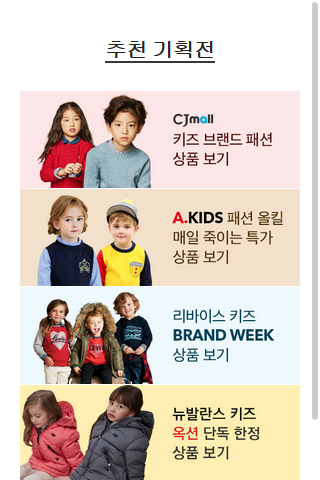 추천 기획전
CJmall
키즈 브랜드 패션
상품 보기
A.KIDS 패션 올킬
매일 죽이는 특가
상품 보기
리바이스 키즈
BRAND WEEK
상품 보기
뉴발란스 키즈
옥션 단독 한정
상품 보기